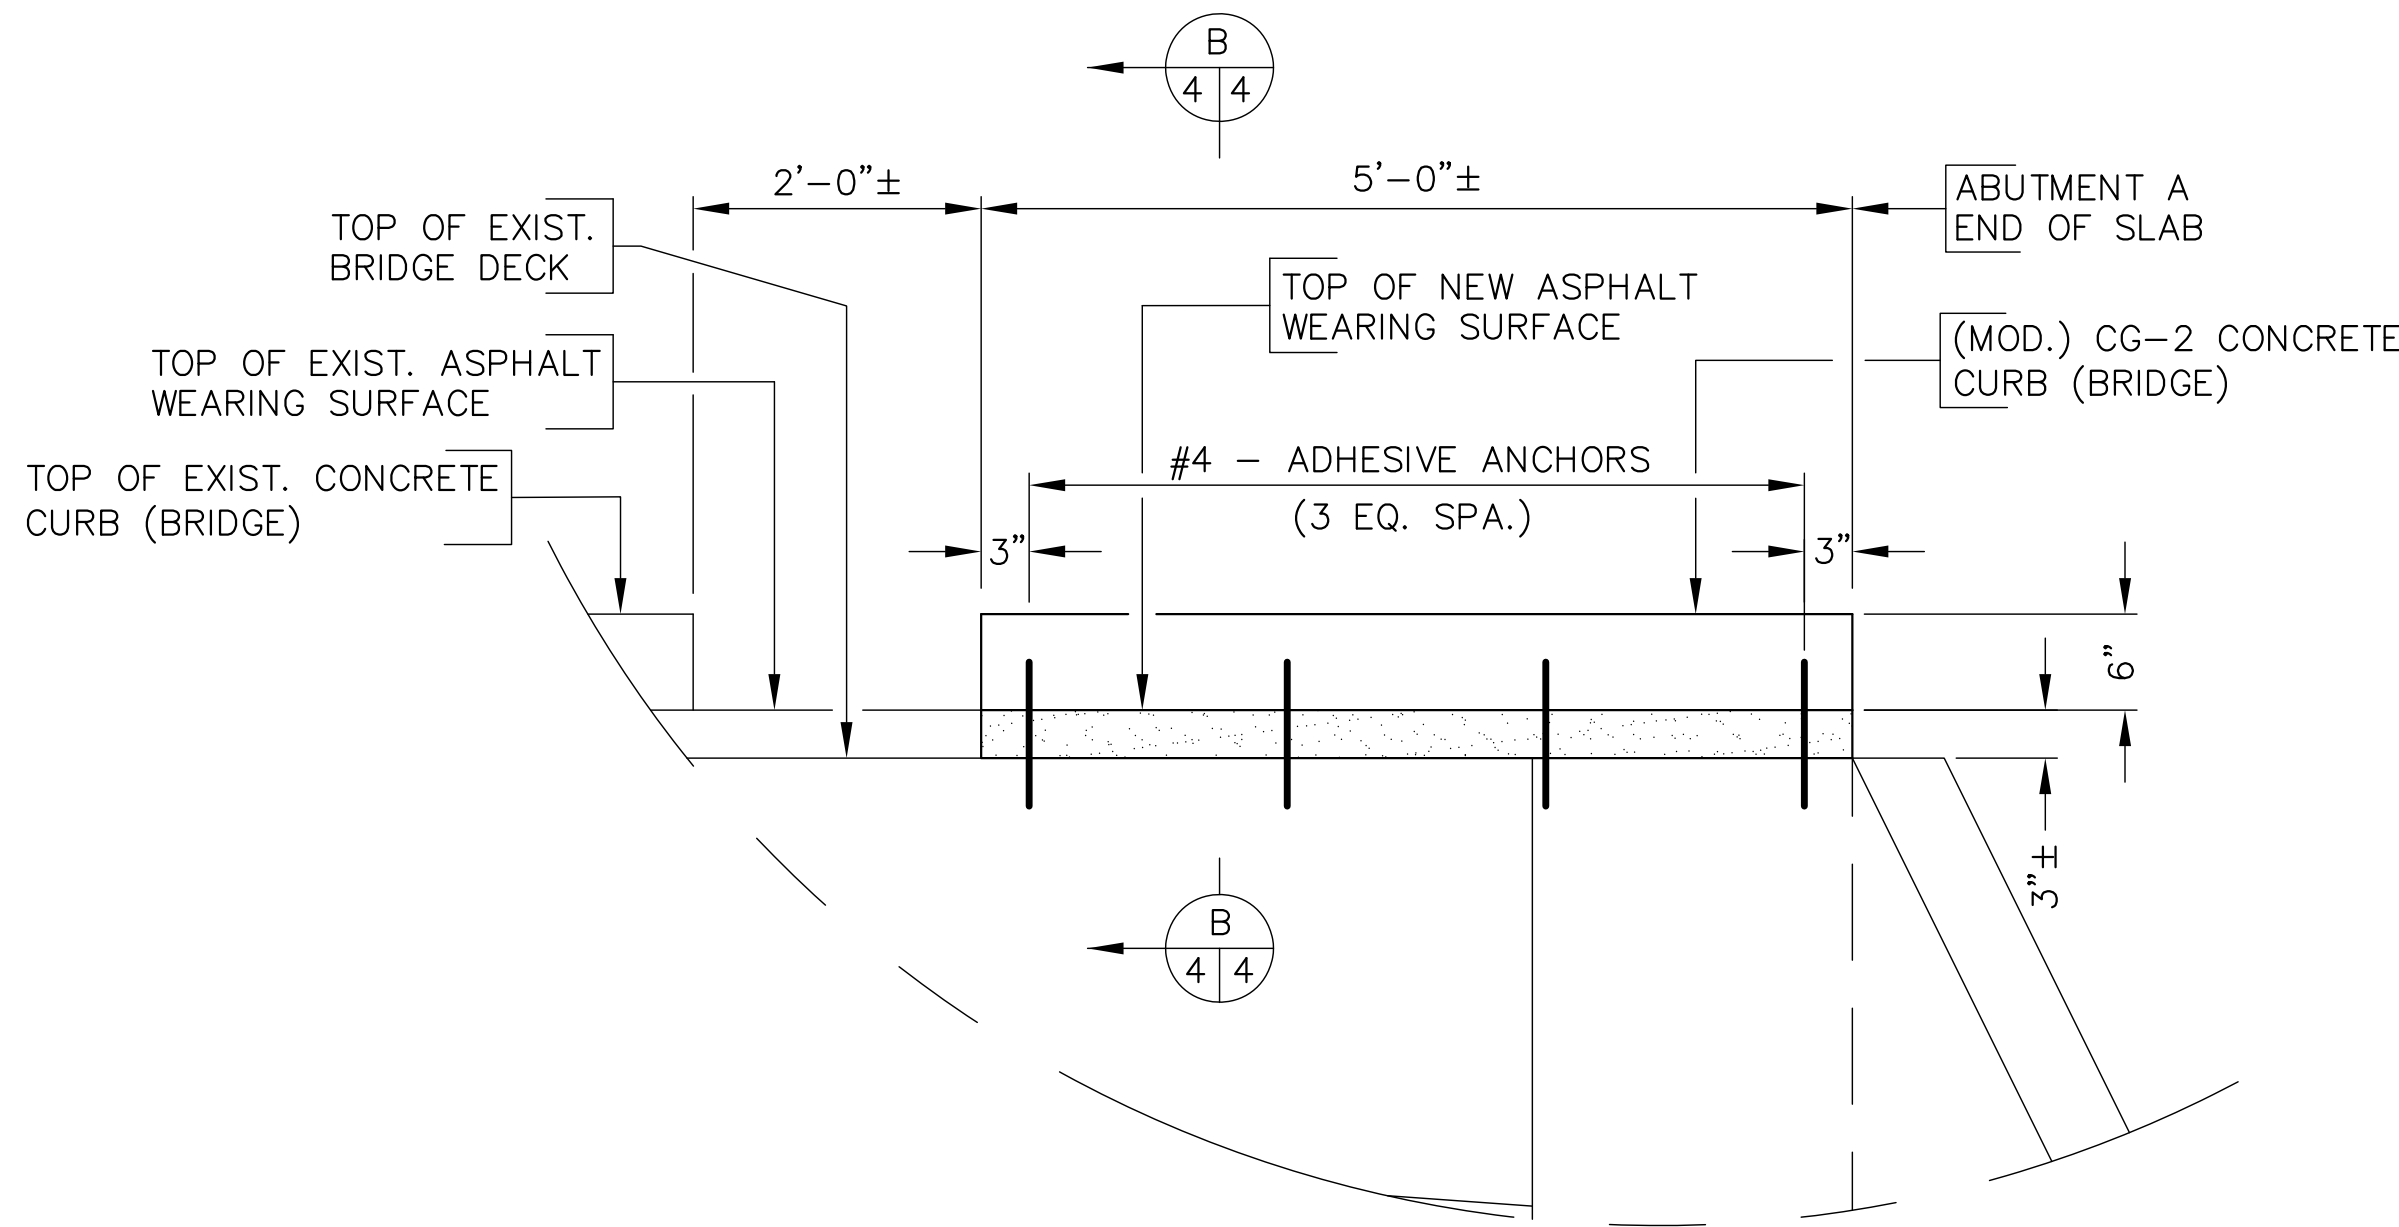 B
4 4
2'-0"±
5'-0"±
ABUTMENT A
END OF SLAB
TOP OF EXIST.
BRIDGE DECK
TOP OF NEW ASPHALT
WEARING SURFACE
(MOD.) CG-2 CONCRETE
CURB (BRIDGE)
TOP OF EXIST. ASPHALT
WEARING SURFACE
TOP OF EXIST. CONCRETE
CURB (BRIDGE)
#4 - ADHESIVE ANCHORS
(3 EQ. SPA.)
3"
3"
6"
3"±
B
4 4